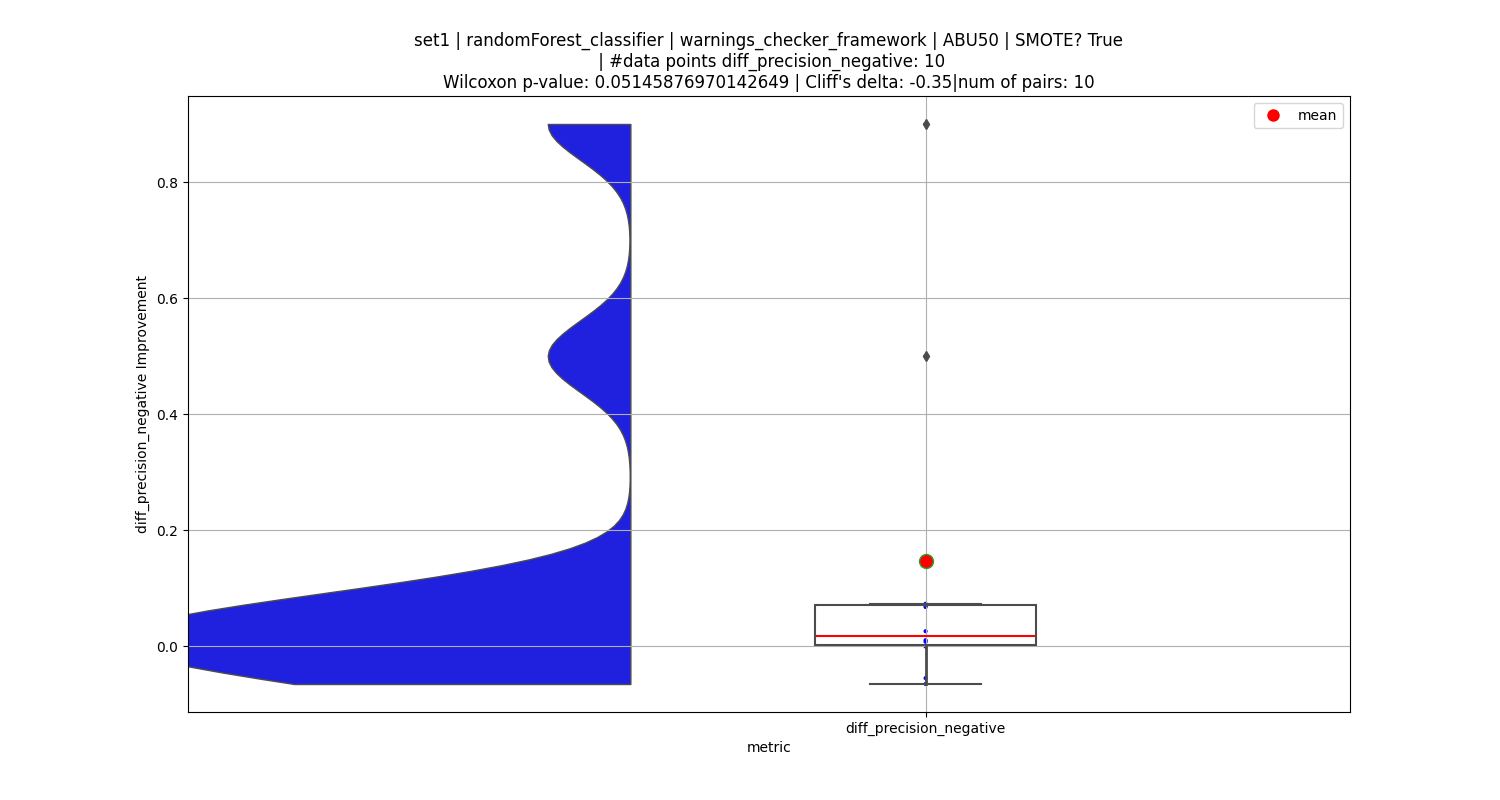 set1 | randomForest_classifier | warnings_checker_framework | ABU50 | SMOTE? True
| #data points diff_precision_negative: 10
Wilcoxon p-value: 0.05145876970142649 | Cliff's delta: -0.35|num of pairs: 10
mean
0.8
0.6
0.4
0.2
0.0
diff_precision_negative Improvement
diff_precision_negative
metric